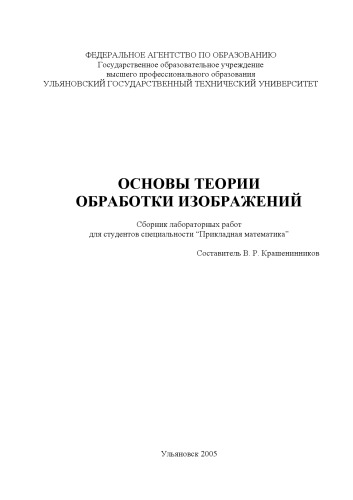 ФЕДЕРАЛЬНОЕ АГЕНТСТВО ПО ОБРАЗОВАНИЮ
Государственное образовательное учреждение
высшего профессионального образования
УЛЬЯНОВСКИЙ ГОСУДАРСТВЕННЫЙ ТЕХНИЧЕСКИЙ УНИВЕРСИТЕТ
ОСНОВЫ ТЕОРИИ
ОБРАБОТКИ ИЗОБРАЖЕНИЙ
Сборник лабораторных работ
для студентов специальности “Прикладная математика”
Составитель В. Р. Крашенинников
Ульяновск 2005